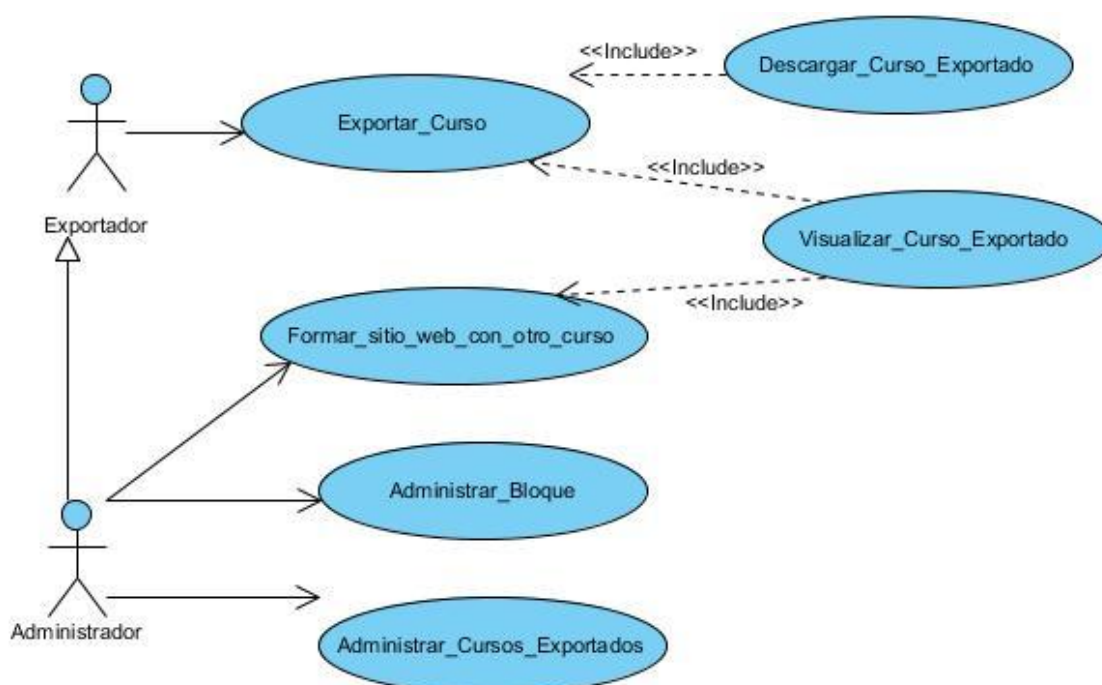 <<Include>>
Descargar_Curso_Exportado
Exportar_Curso
<<Include>>
Exportador
Visualizar_Curso_Exportado
<<Include>>
Formar_sitio_web_con_otro_curso
Administrar_Bloque
Administrador
Administrar_Cursos_Exportados